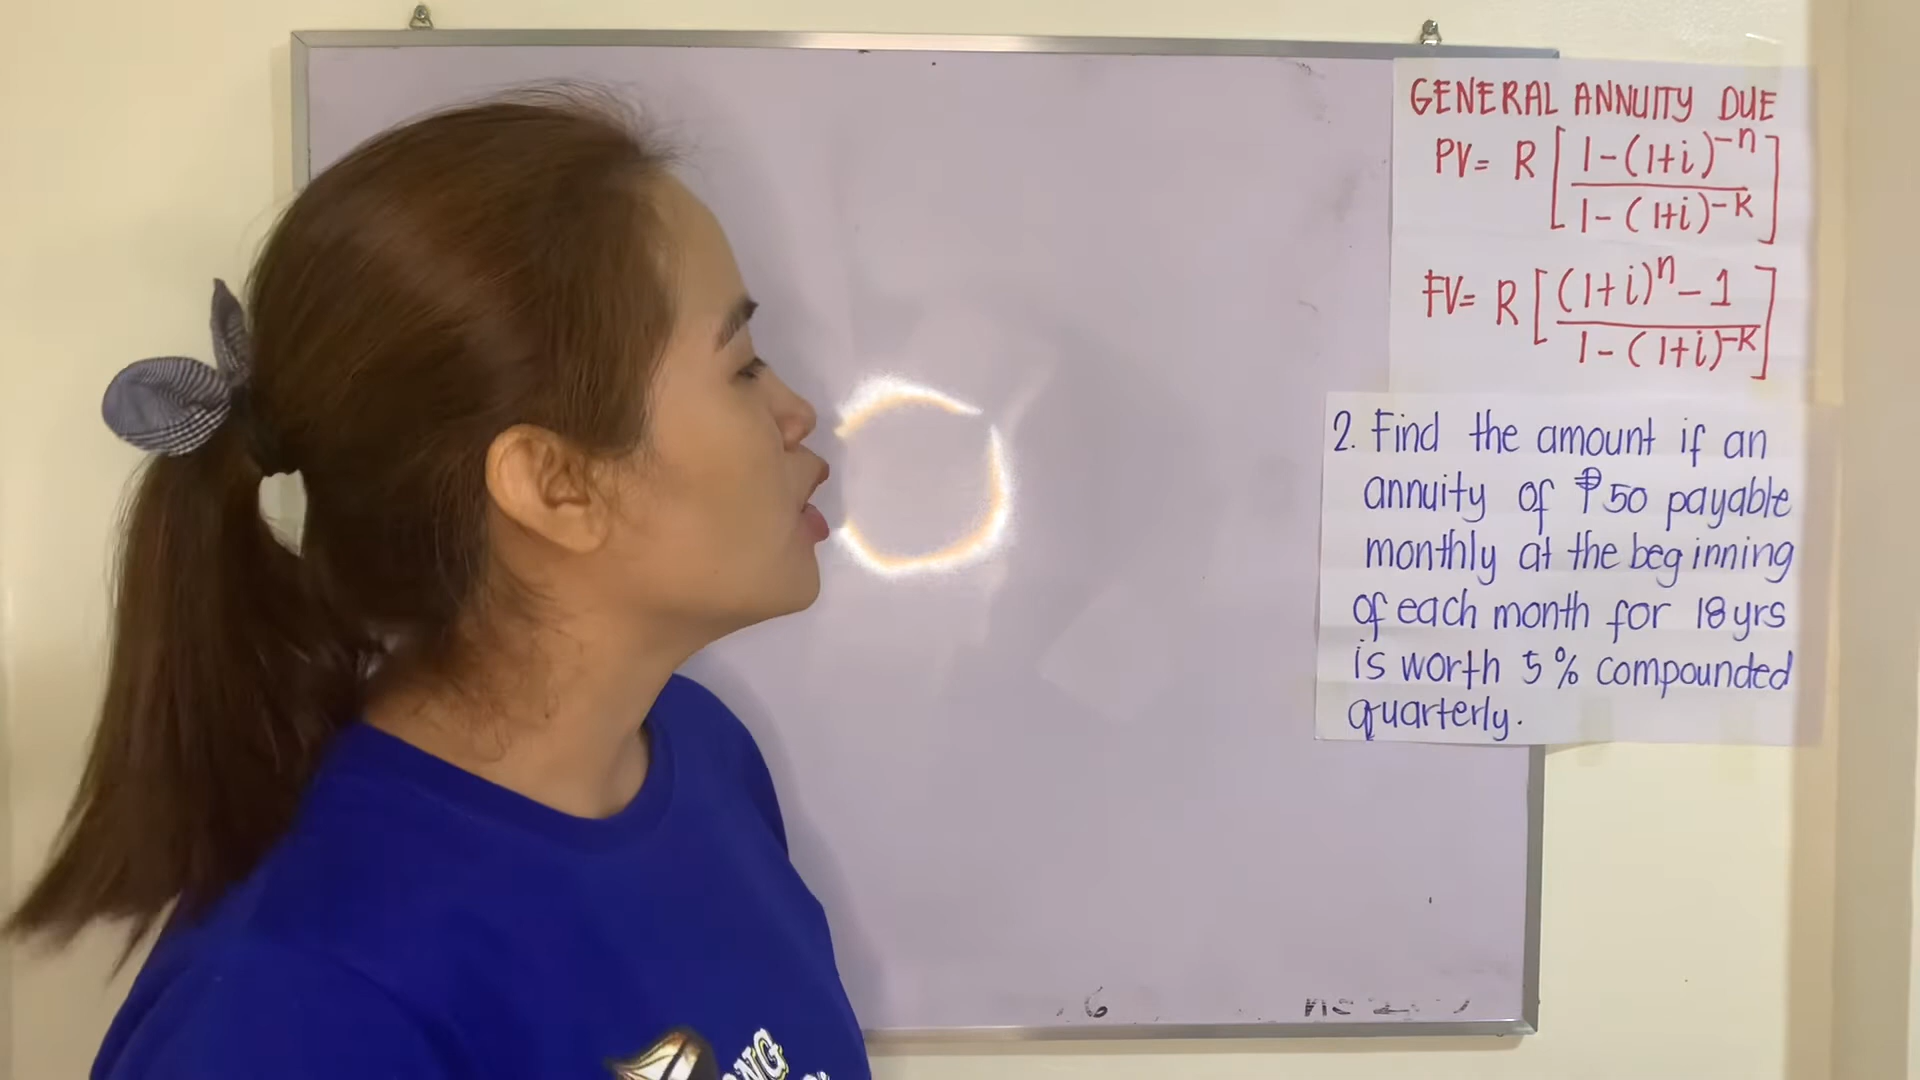 GENERAL ANNUITY DUE
PV= R [ 1-(1+i)^-n / 1-(1+i)^-k ]
FV= R [ (1+i)^n - 1 / 1-(1+i)^-k ]
2. Find the amount if an
annuity of ₱50 payable
monthly at the beginning
of each month for 18 yrs
is worth 5% compounded
quarterly.
6